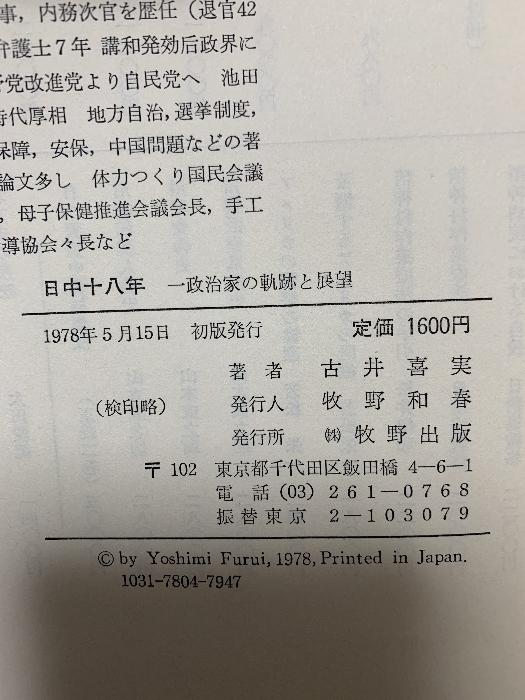 事，内務次官を歴任（退官42
弁護士７年 講和発効后政界に
党改進党より自民党へ 池田
時代厚相 地方自治，選挙制度，
保障，安保，中国問題などの著
論文多し 体力つくり国民会議
，母子保健推進会議会長，手工
導協会々長など
日中十八年 一政治家の軌跡と展望
1978年５月15日 初版発行 定価 1600円
著者 古井喜実
（検印略） 発行人 牧野和春
発行所 ㈱牧野出版
〒102 東京都千代田区飯田橋 4—6—1
電話（03）261—0768
振替東京 2—103079
© by Yoshimi Furui, 1978, Printed in Japan.
1031-7804-7947